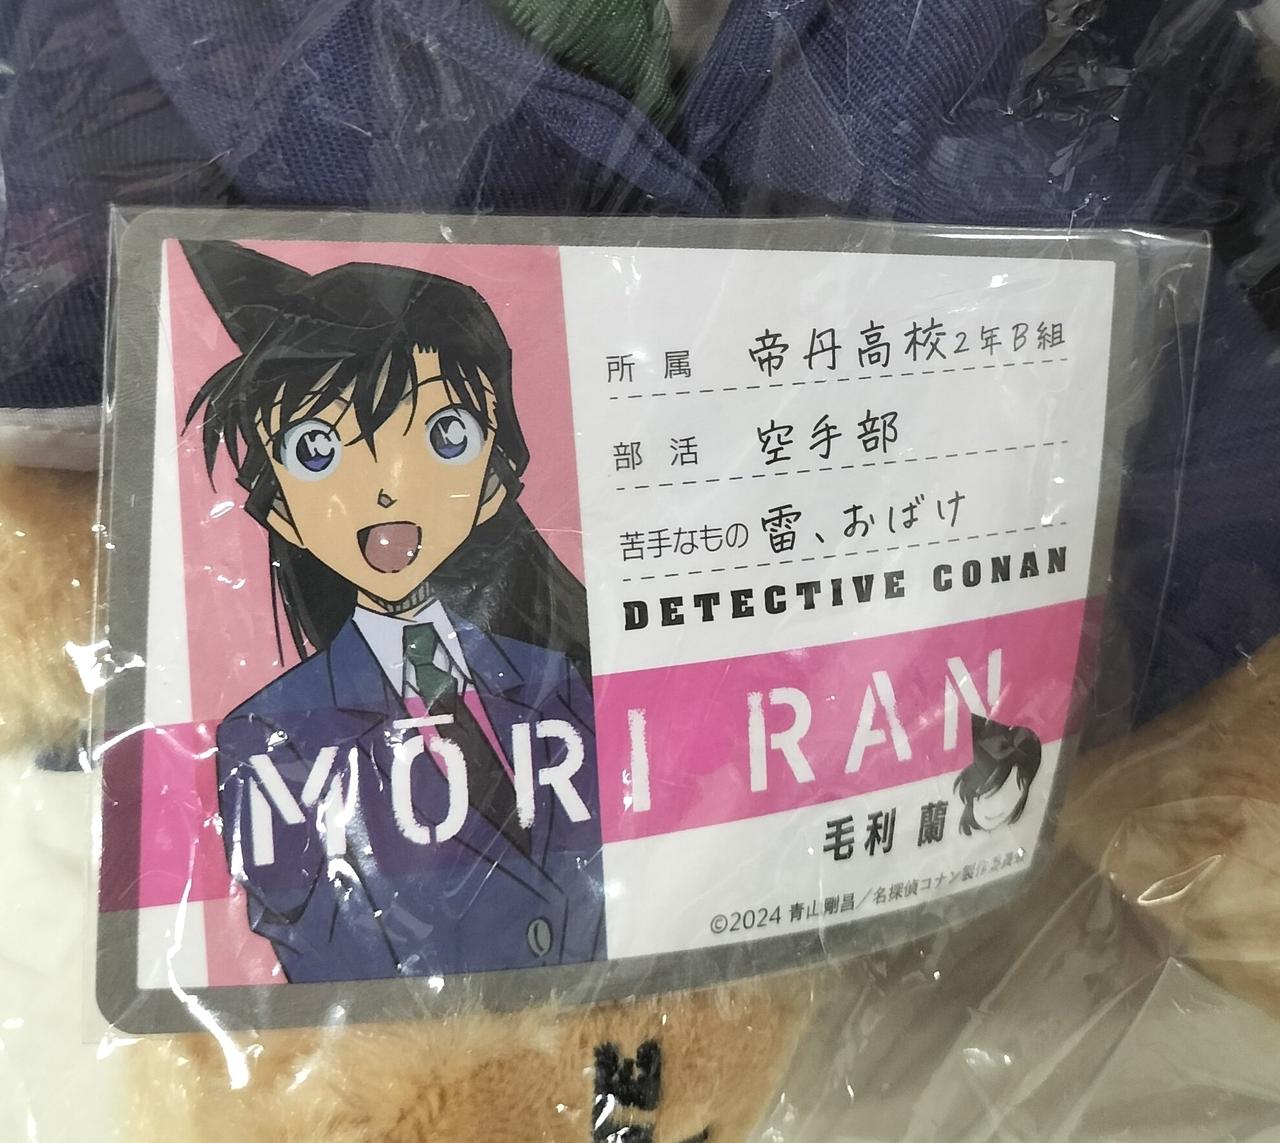 所属 帝丹高校2年B組
部活 空手部
苦手なもの 雷、おばけ
DETECTIVE CONAN
MŌRI RAN
毛利 蘭
©2024 青山剛昌/名探偵コナン製作委員会